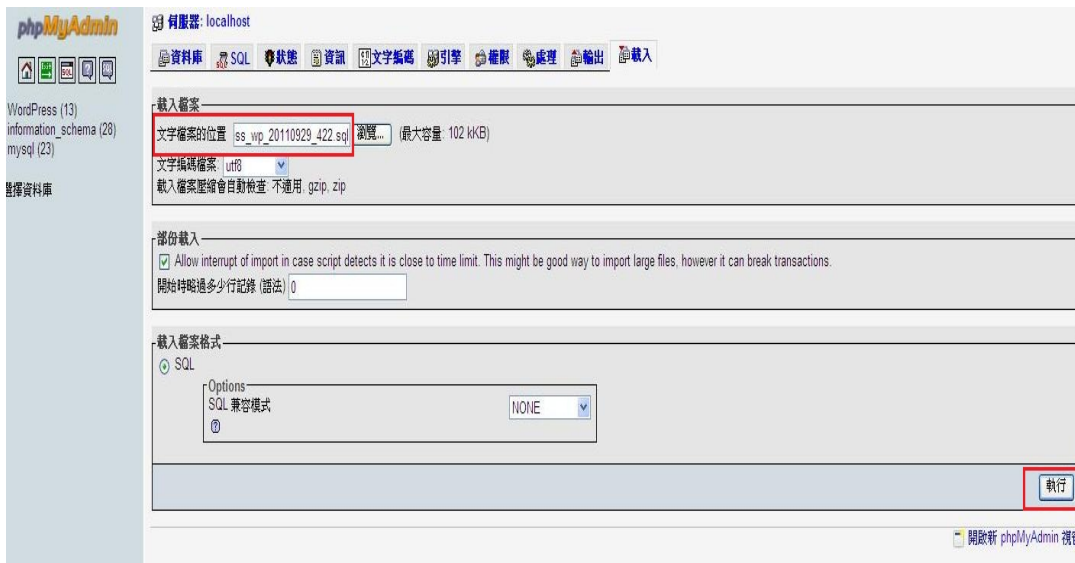 phpMyAdmin
伺服器: localhost
資料庫 SQL 狀態 資訊 文字編碼 引擎 權限 處理 輸出 載入
WordPress (13)
information_schema (28)
mysql (23)
選擇資料庫
載入檔案
文字檔案的位置 ss_wp_20110929_422.sql 瀏覽... (最大容量: 102 kKB)
文字編碼檔案: utf8
載入檔案壓縮會自動檢查: 不適用, gzip, zip
部份載入
Allow interrupt of import in case script detects it is close to time limit. This might be good way to import large files, however it can break transactions.
開始時略過多少行記錄 (語法) 0
載入檔案格式
SQL
Options
SQL 兼容模式 NONE
執行
開啟新 phpMyAdmin 視